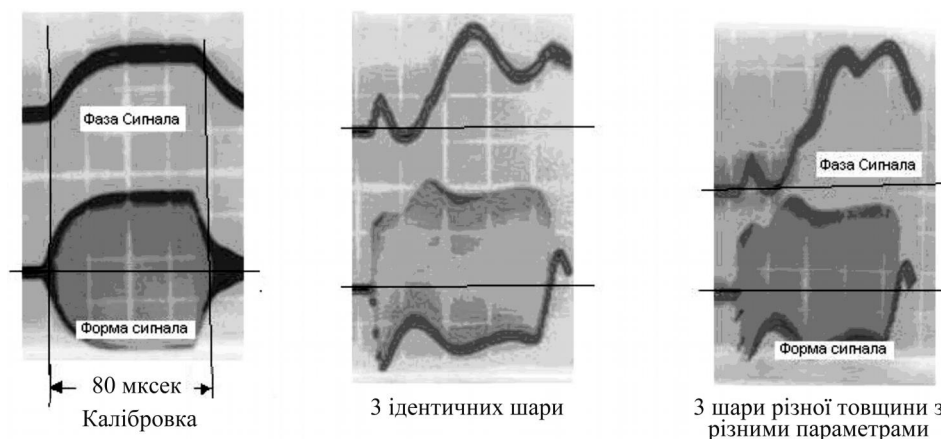 Фаза Сигнала
Форма сигнала
80 мксек
Калібровка
3 ідентичних шари
Фаза Сигнала
Форма сигнала
3 шари різної товщини з
різними параметрами